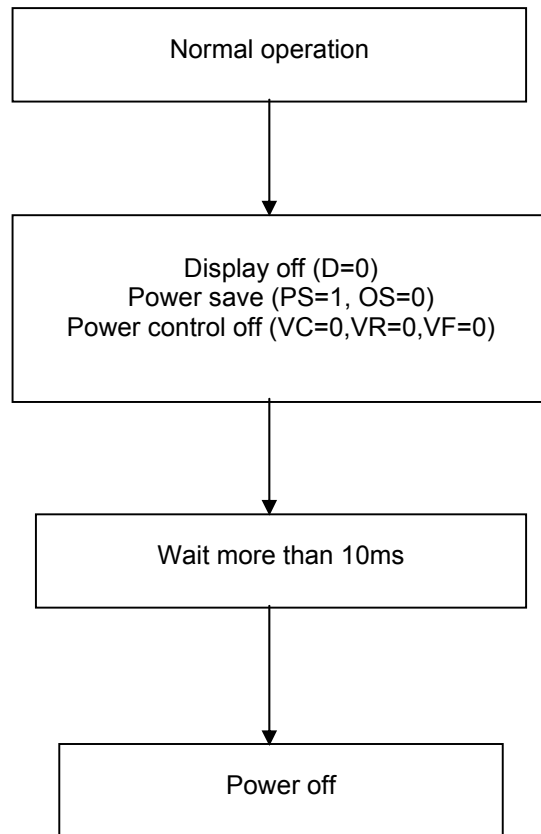 Normal operation
Display off (D=0)
Power save (PS=1, OS=0)
Power control off (VC=0,VR=0,VF=0)
Wait more than 10ms
Power off